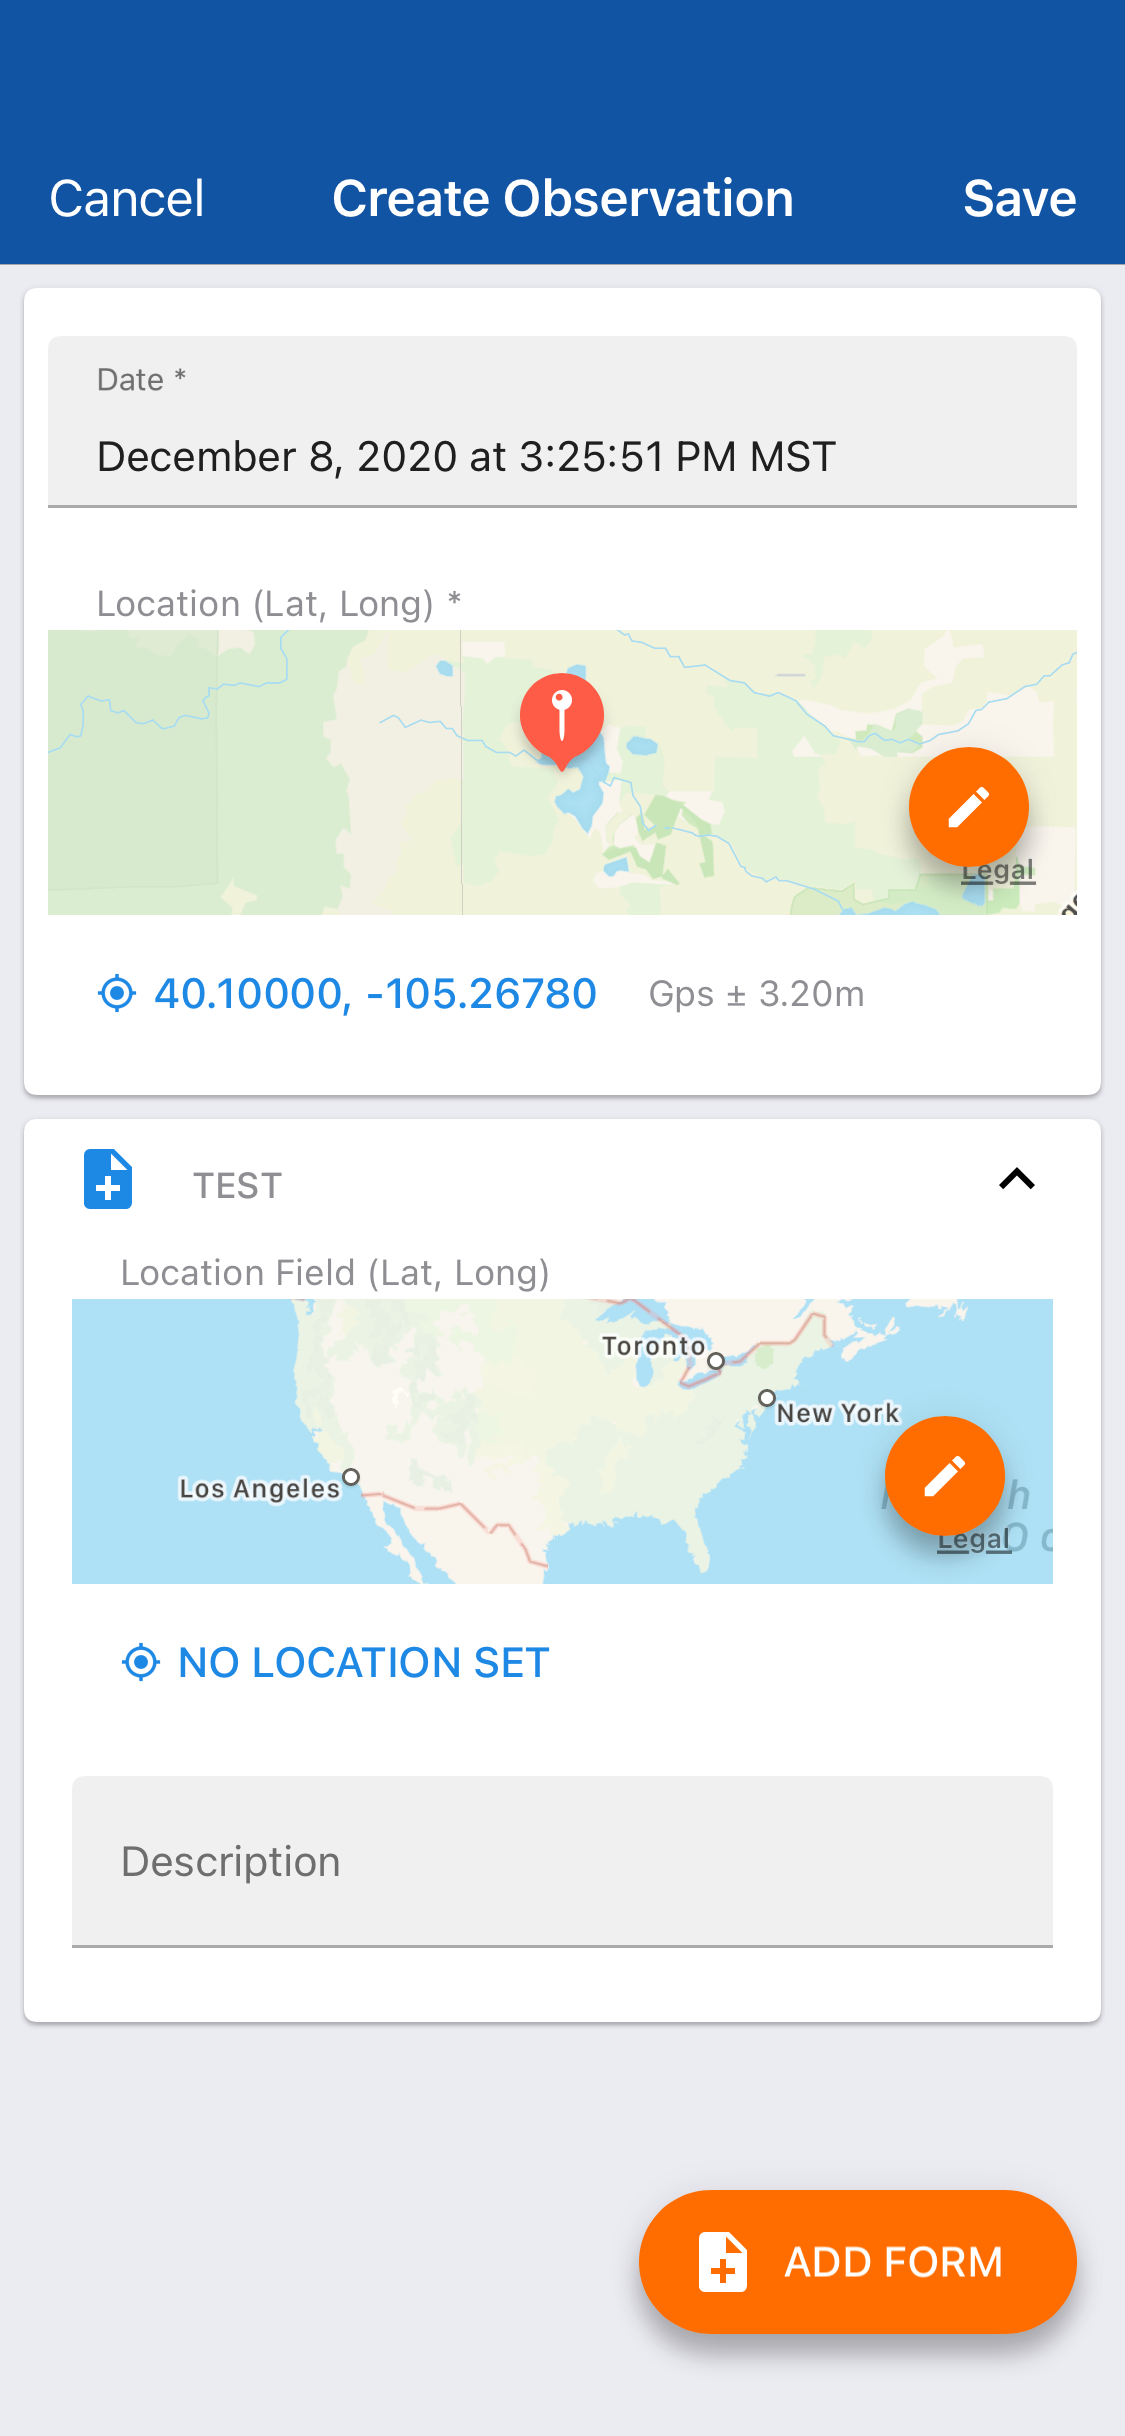 Cancel
Create Observation
Save
Date *
December 8, 2020 at 3:25:51 PM MST
Location (Lat, Long) *
Legal
40.10000, -105.26780
Gps ± 3.20m
TEST
Location Field (Lat, Long)
Toronto
New York
Los Angeles
Legal
NO LOCATION SET
Description
ADD FORM